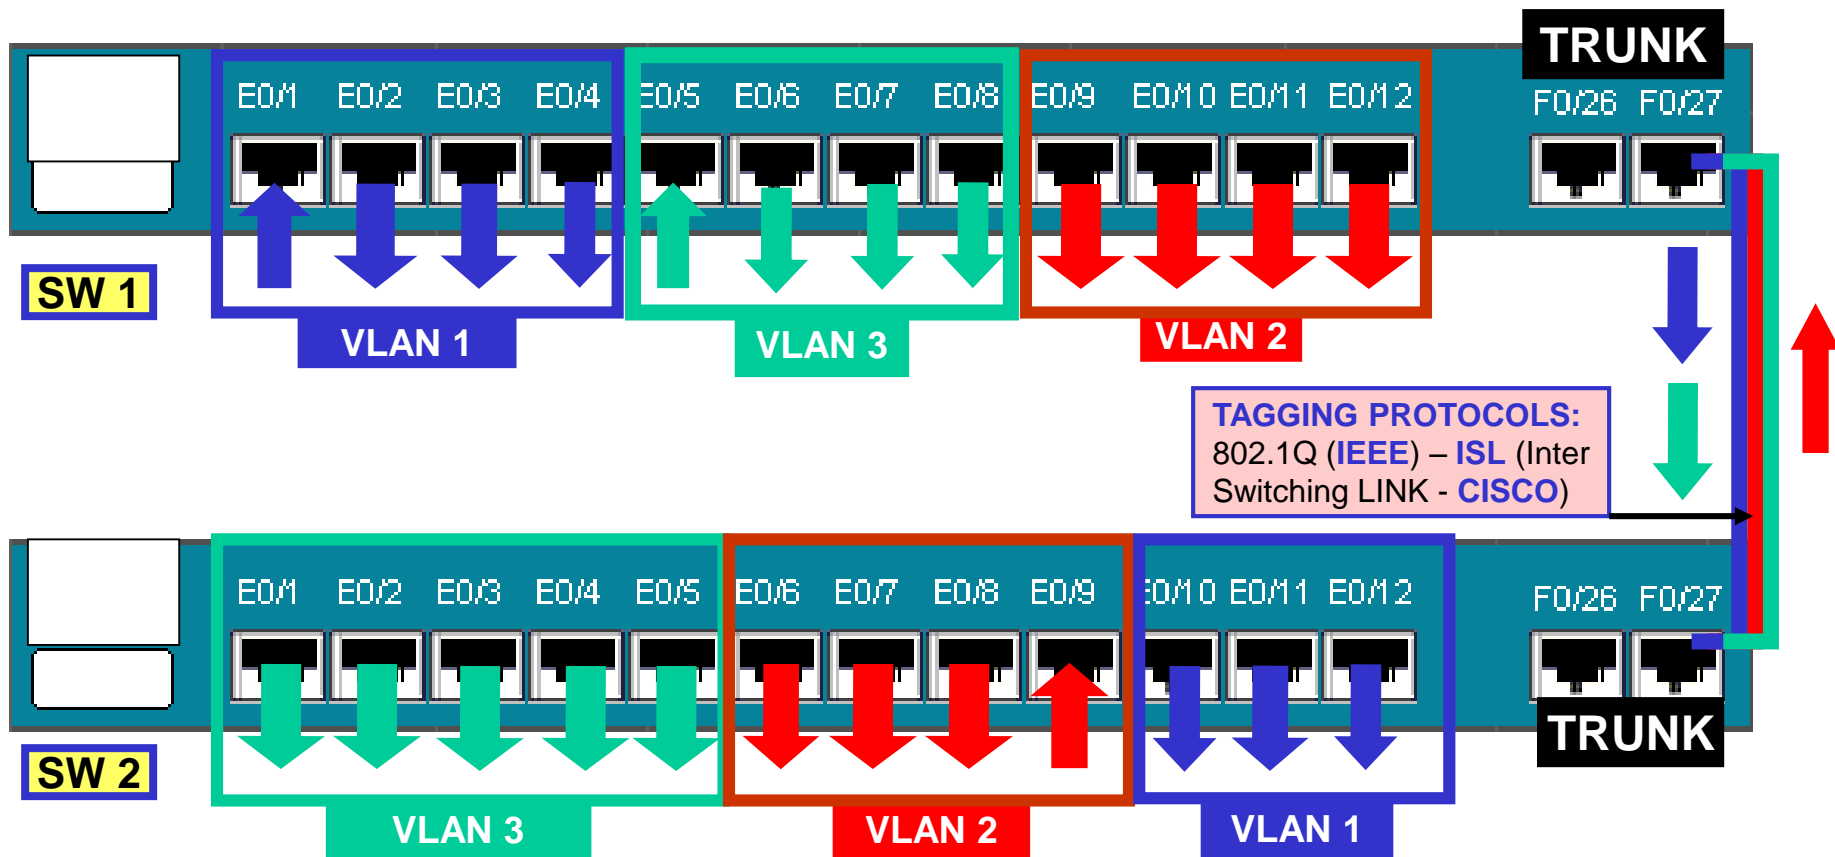 TRUNK
E0/1 E0/2 E0/3 E0/4 E0/5 E0/6 E0/7 E0/8 E0/9 E0/10 E0/11 E0/12 F0/26 F0/27
SW 1
VLAN 1
VLAN 3
VLAN 2
TAGGING PROTOCOLS:
802.1Q (IEEE) – ISL (Inter
Switching LINK - CISCO)
E0/1 E0/2 E0/3 E0/4 E0/5 E0/6 E0/7 E0/8 E0/9 E0/10 E0/11 E0/12 F0/26 F0/27
TRUNK
SW 2
VLAN 3
VLAN 2
VLAN 1